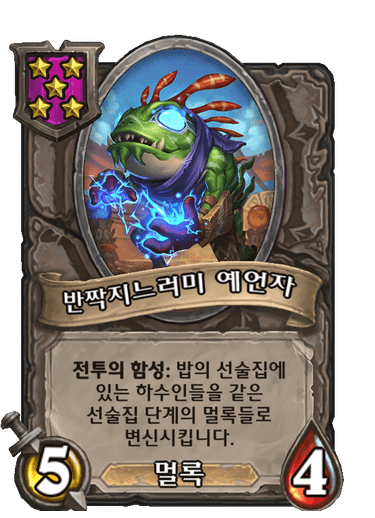 반짝지느러미 예언자
전투의 함성: 밥의 선술집에
있는 하수인들을 같은
선술집 단계의 멀록들로
변신시킵니다.
5
멀록
4